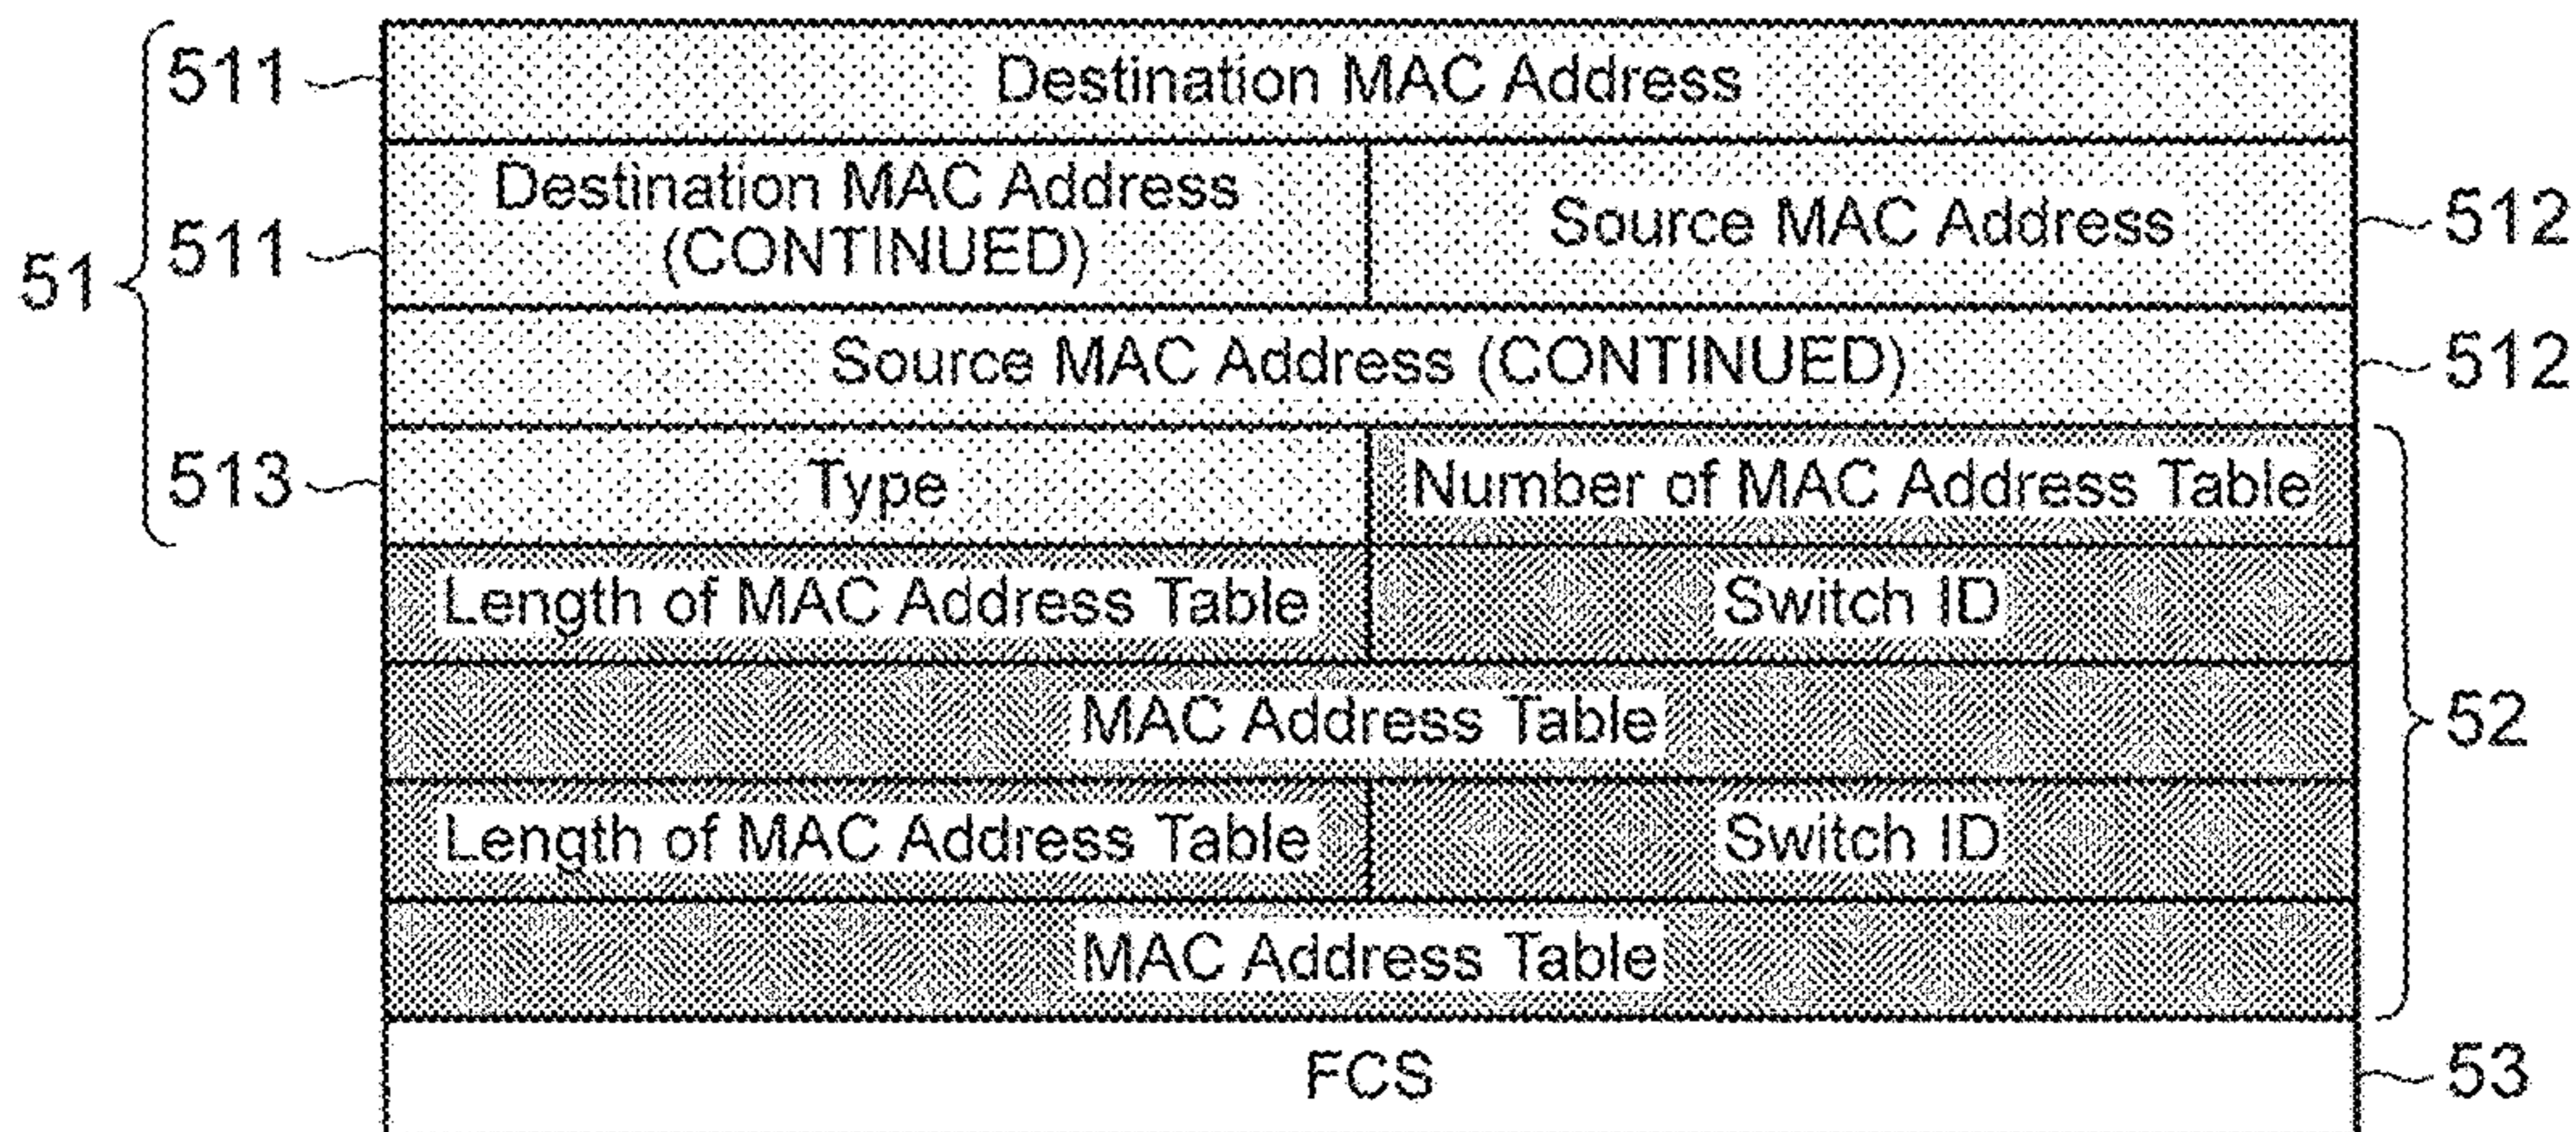 511 Destination MAC Address
Destination MAC Address
(CONTINUED)
Source MAC Address
512
51
511
Source MAC Address (CONTINUED)
512
513
Type
Number of MAC Address Table
Length of MAC Address Table
Switch ID
MAC Address Table
52
Length of MAC Address Table
Switch ID
MAC Address Table
FCS
53